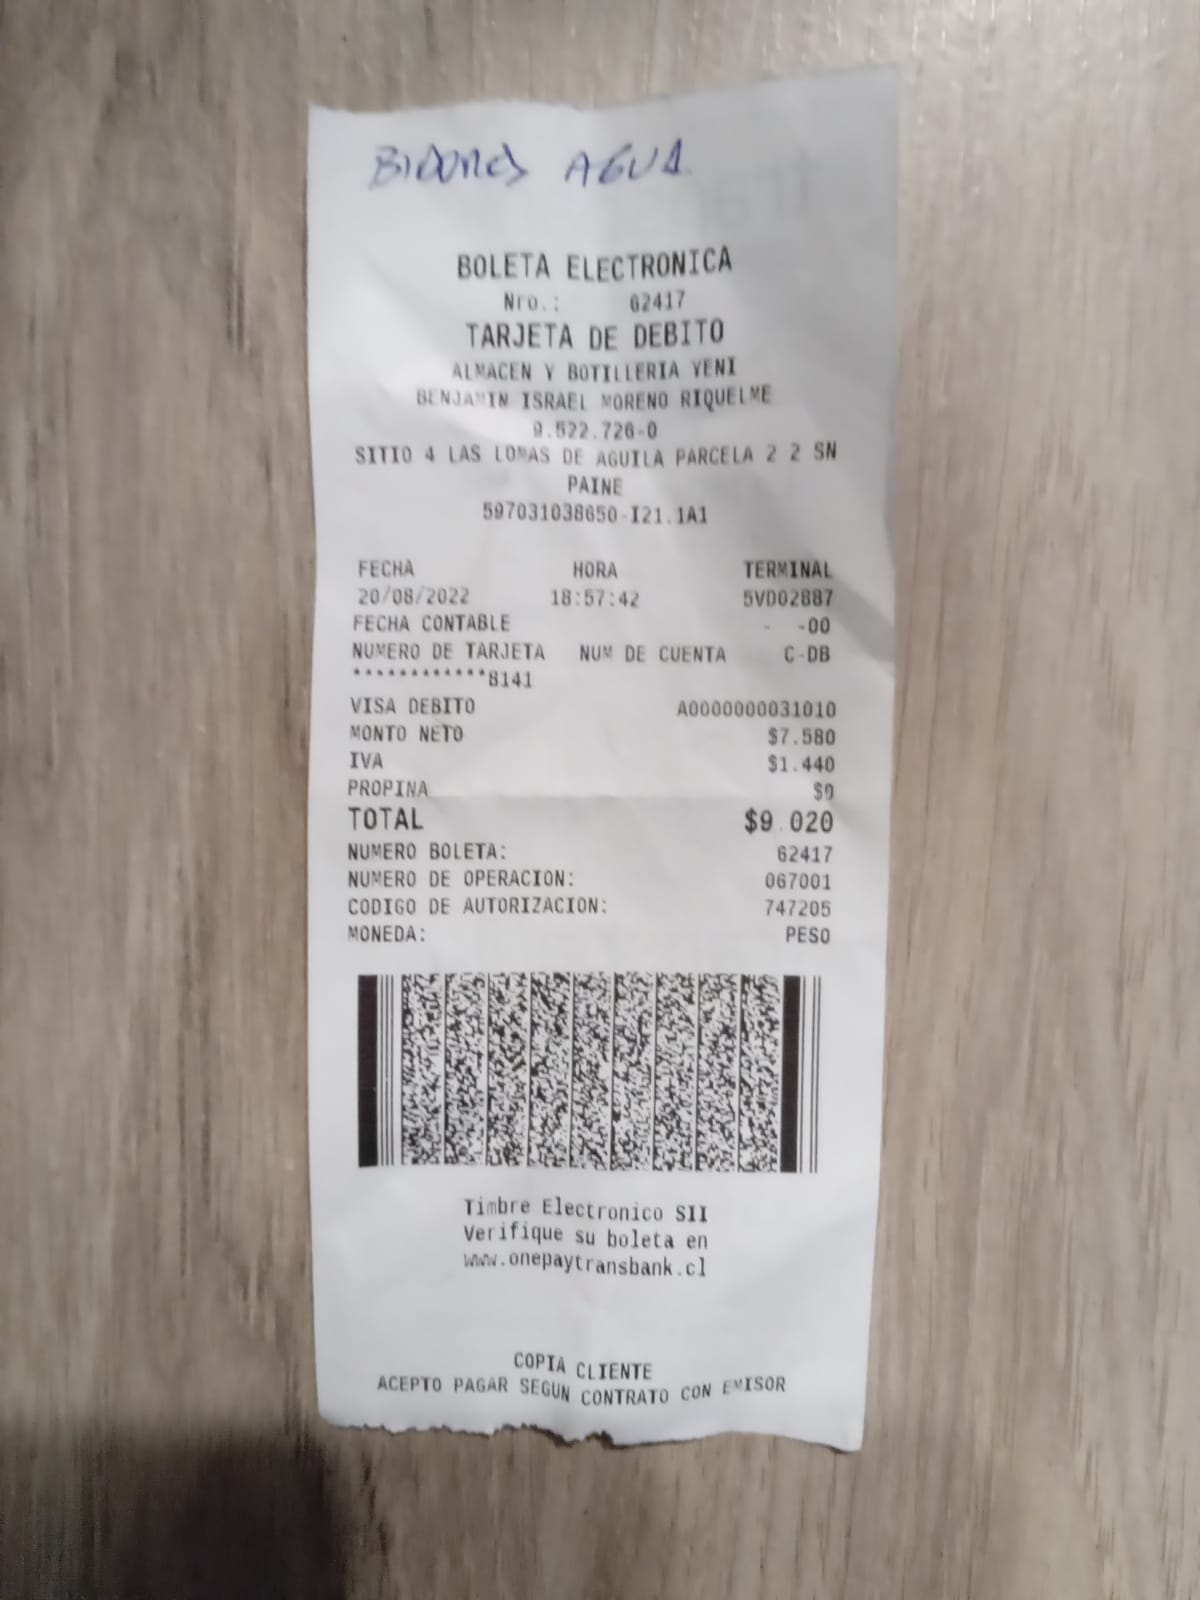 BIDONES AGUA
BOLETA ELECTRONICA
Nro.: 62417
TARJETA DE DEBITO
ALMACEN Y BOTILLERIA YENI
BENJAMIN ISRAEL MORENO RIQUELME
9.522.726-0
SITIO 4 LAS LOMAS DE AGUILA PARCELA 2 2 SN
PAINE
597031038650-I21.1A1
FECHA HORA TERMINAL
20/08/2022 18:57:42 5VD02887
FECHA CONTABLE - -00
NUMERO DE TARJETA NUM DE CUENTA C-DB
************8141
VISA DEBITO A0000000031010
MONTO NETO $7.580
IVA $1.440
PROPINA $0
TOTAL $9.020
NUMERO BOLETA: 62417
NUMERO DE OPERACION: 067001
CODIGO DE AUTORIZACION: 747205
MONEDA: PESO
Timbre Electronico SII
Verifique su boleta en
www.onepaytransbank.cl
COPIA CLIENTE
ACEPTO PAGAR SEGUN CONTRATO CON EMISOR